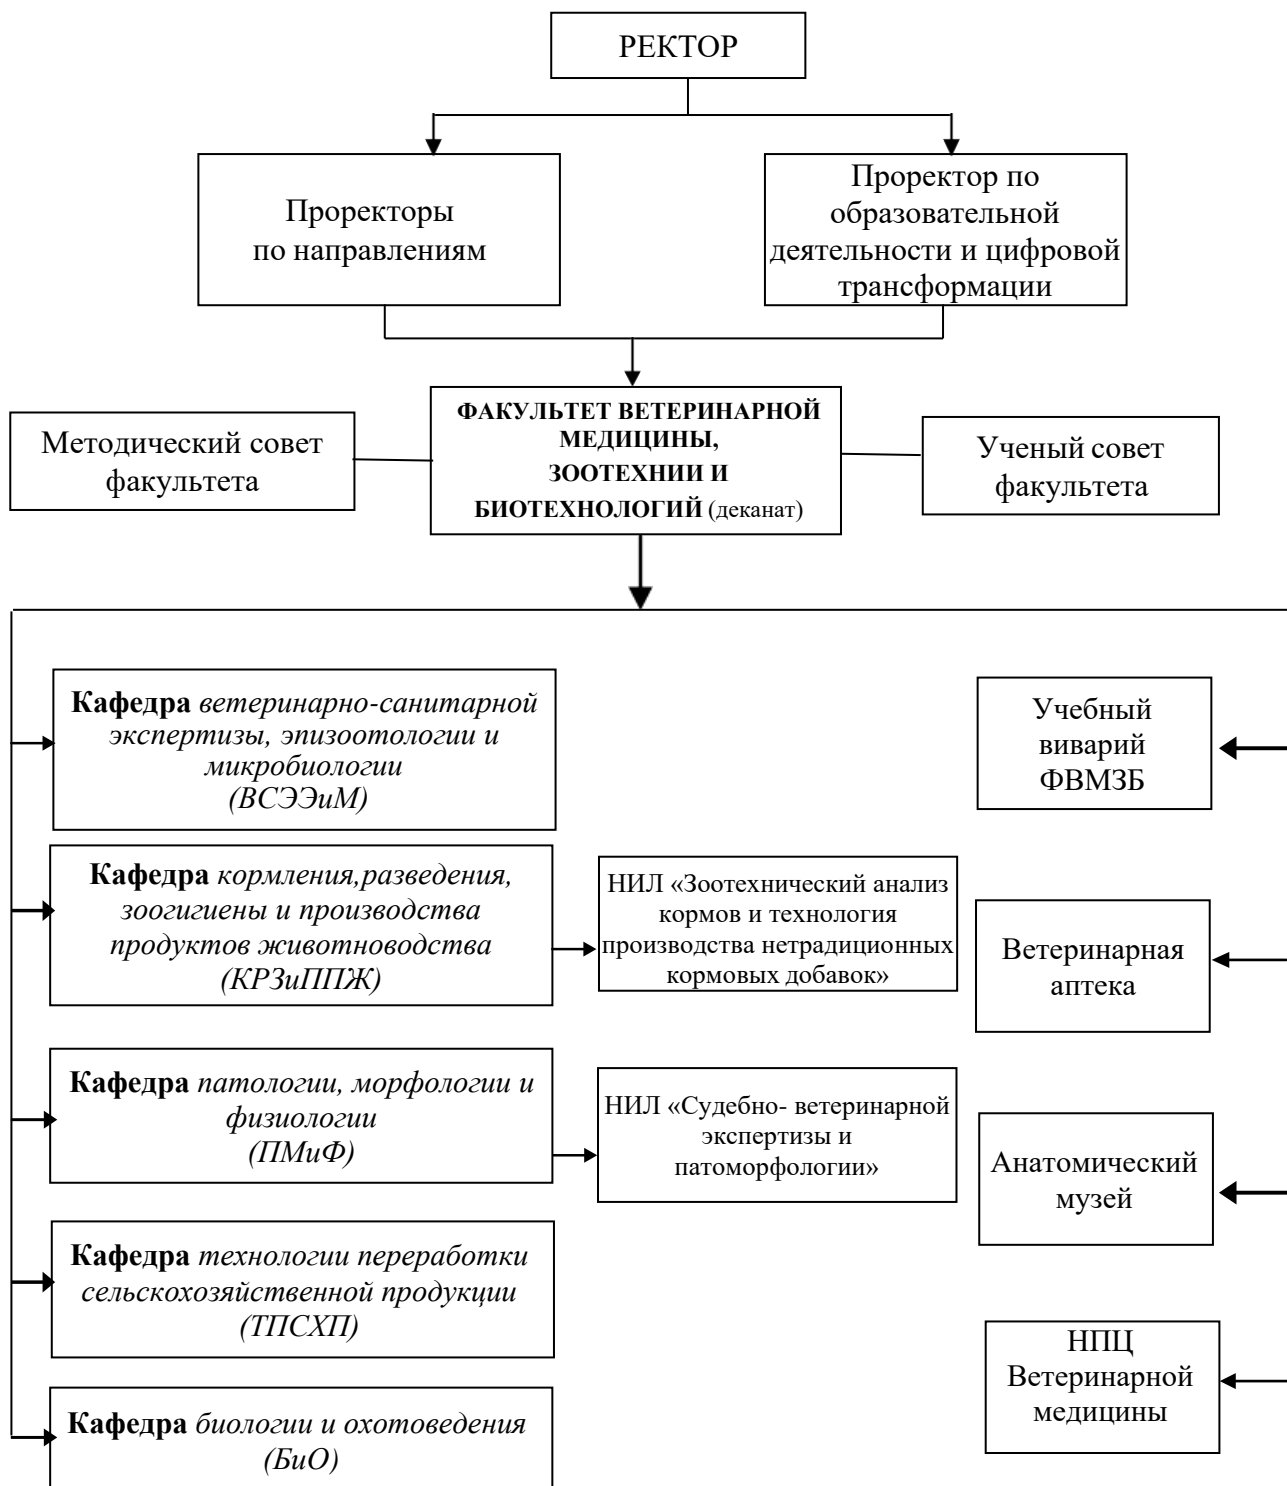 РЕКТОР
Проректоры
по направлениям
Проректор по
образовательной
деятельности и цифровой
трансформации
Методический совет
факультета
ФАКУЛЬТЕТ ВЕТЕРИНАРНОЙ
МЕДИЦИНЫ,
ЗООТЕХНИИ И
БИОТЕХНОЛОГИЙ (деканат)
Ученый совет
факультета
Кафедра ветеринарно-санитарной
экспертизы, эпизоотологии и
микробиологии
(ВСЭЭиМ)
Учебный
виварий
ФВМЗБ
Кафедра кормления,разведения,
зоогигиены и производства
продуктов животноводства
(КРЗиППЖ)
НИЛ «Зоотехнический анализ
кормов и технология
производства нетрадиционных
кормовых добавок»
Ветеринарная
аптека
Кафедра патологии, морфологии и
физиологии
(ПМиФ)
НИЛ «Судебно- ветеринарной
экспертизы и
патоморфологии»
Анатомический
музей
Кафедра технологии переработки
сельскохозяйственной продукции
(ТПСХП)
НПЦ
Ветеринарной
медицины
Кафедра биологии и охотоведения
(БиО)